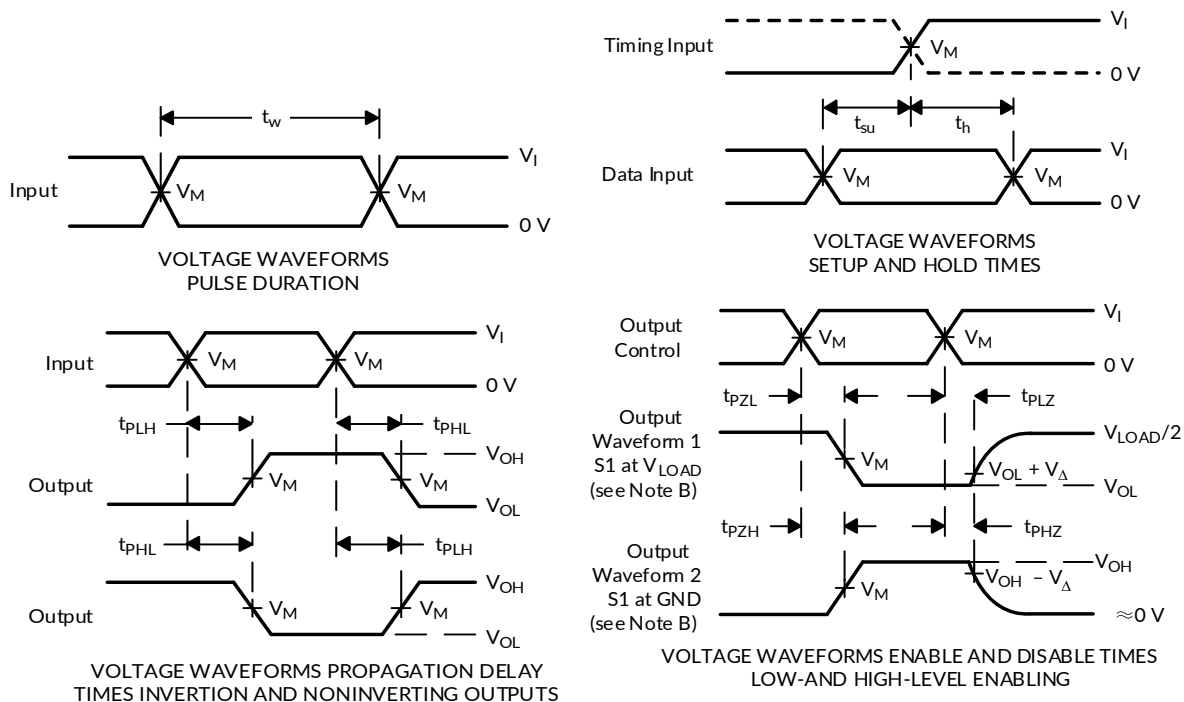 t_w
Input
V_M
V_M
V_I
0 V
VOLTAGE WAVEFORMS
PULSE DURATION
Timing Input
V_M
V_I
0 V
t_su
t_h
Data Input
V_M
V_M
V_I
0 V
VOLTAGE WAVEFORMS
SETUP AND HOLD TIMES
Input
V_M
V_M
V_I
0 V
t_PLH
t_PHL
Output
V_M
V_M
V_OH
V_OL
t_PHL
t_PLH
Output
V_M
V_M
V_OH
V_OL
VOLTAGE WAVEFORMS PROPAGATION DELAY
TIMES INVERTION AND NONINVERTING OUTPUTS
Output
Control
V_M
V_M
V_I
0 V
t_PZL
t_PLZ
Output
Waveform 1
S1 at V_LOAD
(see Note B)
V_M
V_LOAD/2
V_OL + V_Δ
V_OL
t_PZH
t_PHZ
Output
Waveform 2
S1 at GND
(see Note B)
V_M
V_OH
V_OH – V_Δ
≈0 V
VOLTAGE WAVEFORMS ENABLE AND DISABLE TIMES
LOW-AND HIGH-LEVEL ENABLING